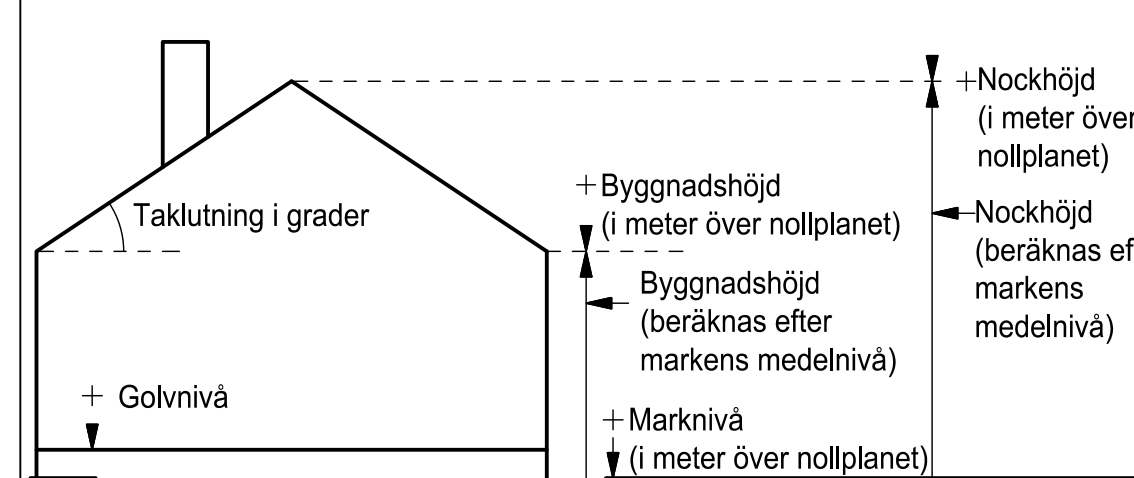 +Nockhöjd
(i meter över
nollplanet)
+Byggnadshöjd
(i meter över nollplanet)
Taklutning i grader
Nockhöjd
(beräknas ef
markens
medelnivå)
Byggnadshöjd
(beräknas efter
markens medelnivå)
+ Golvnivå
+Marknivå
(i meter över nollplanet)